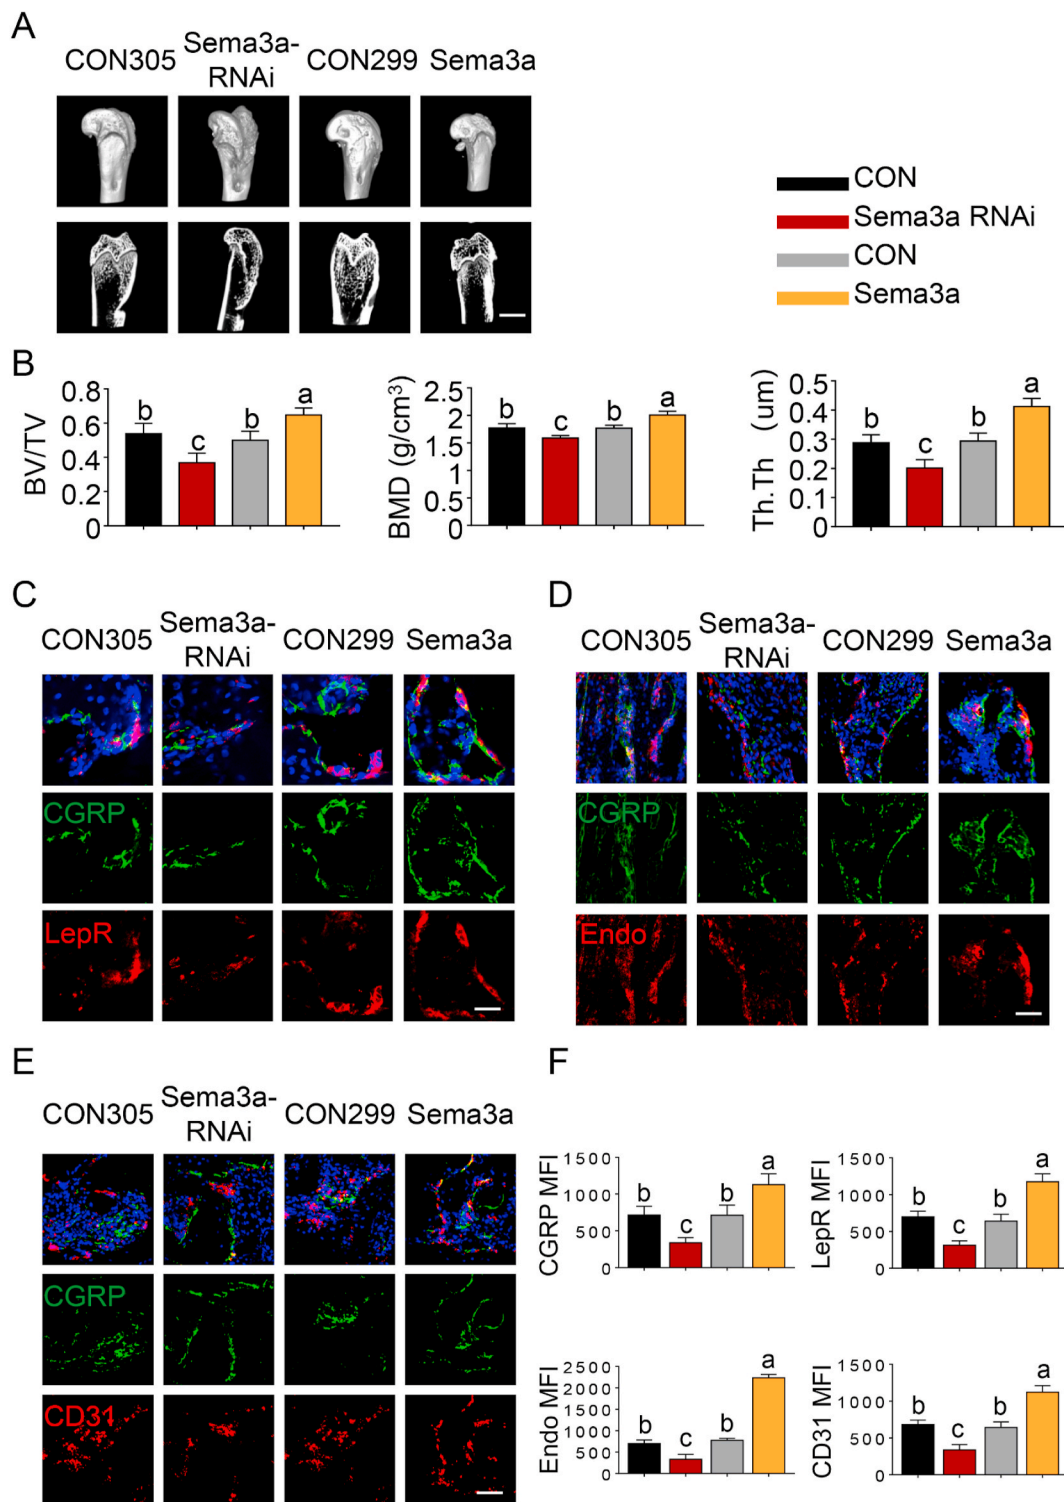 A
CON305
Sema3a-
RNAi
CON299
Sema3a
CON
Sema3a RNAi
CON
Sema3a
B
BV/TV
0.8
0.6
0.4
0.2
0
b
c
b
a
BMD (g/cm³)
2.5
2
1.5
1
0.5
0
b
c
b
a
Th.Th (um)
0.5
0.4
0.3
0.2
0.1
0
b
c
b
a
C
CON305
Sema3a-
RNAi
CON299
Sema3a
CGRP
LepR
D
CON305
Sema3a-
RNAi
CON299
Sema3a
CGRP
Endo
E
CON305
Sema3a-
RNAi
CON299
Sema3a
CGRP
CD31
F
CGRP MFI
1500
1000
500
0
b
c
b
a
LepR MFI
1500
1000
500
0
b
c
b
a
Endo MFI
2500
2000
1500
1000
500
0
b
c
b
a
CD31 MFI
1500
1000
500
0
b
c
b
a